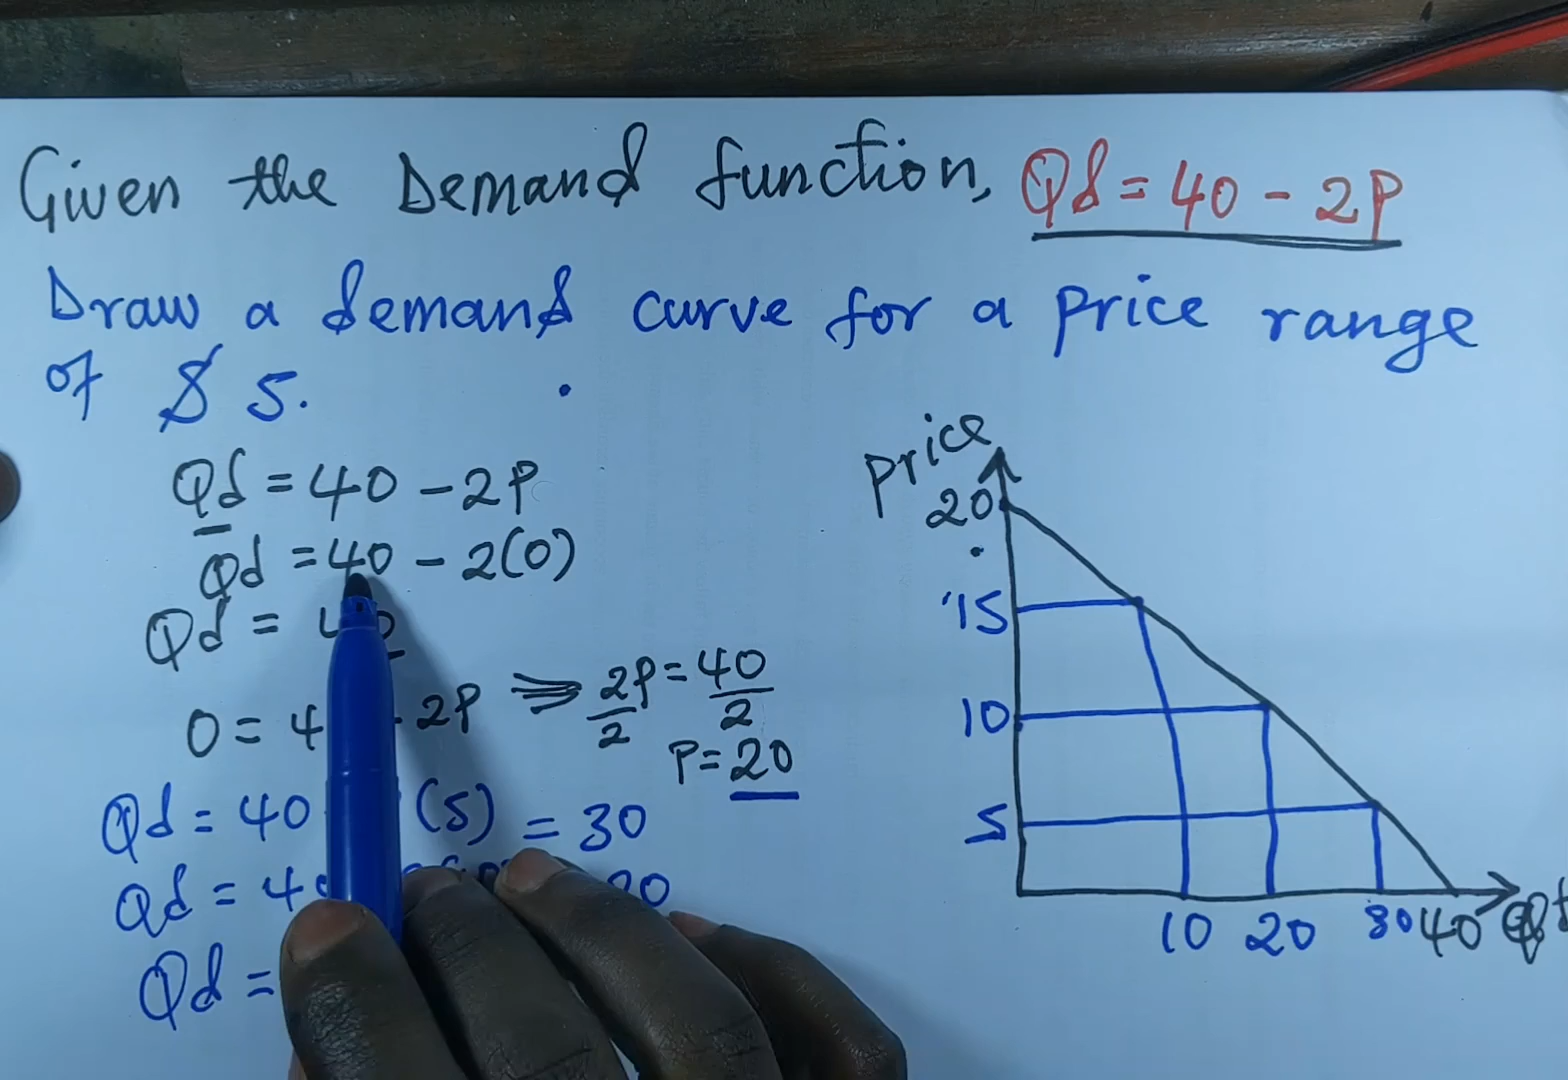 Given the Demand function, Qd = 40 - 2P
Draw a demand curve for a price range
of $ 5.
Qd = 40 - 2P
Qd = 40 - 2(0)
Qd =
0 = 4 - 2P ⇒ 2P/2 = 40/2
P = 20
Qd = 40 (5) = 30
Qd = 4 20
Qd =
Price
20
15
10
5
10 20 30 40